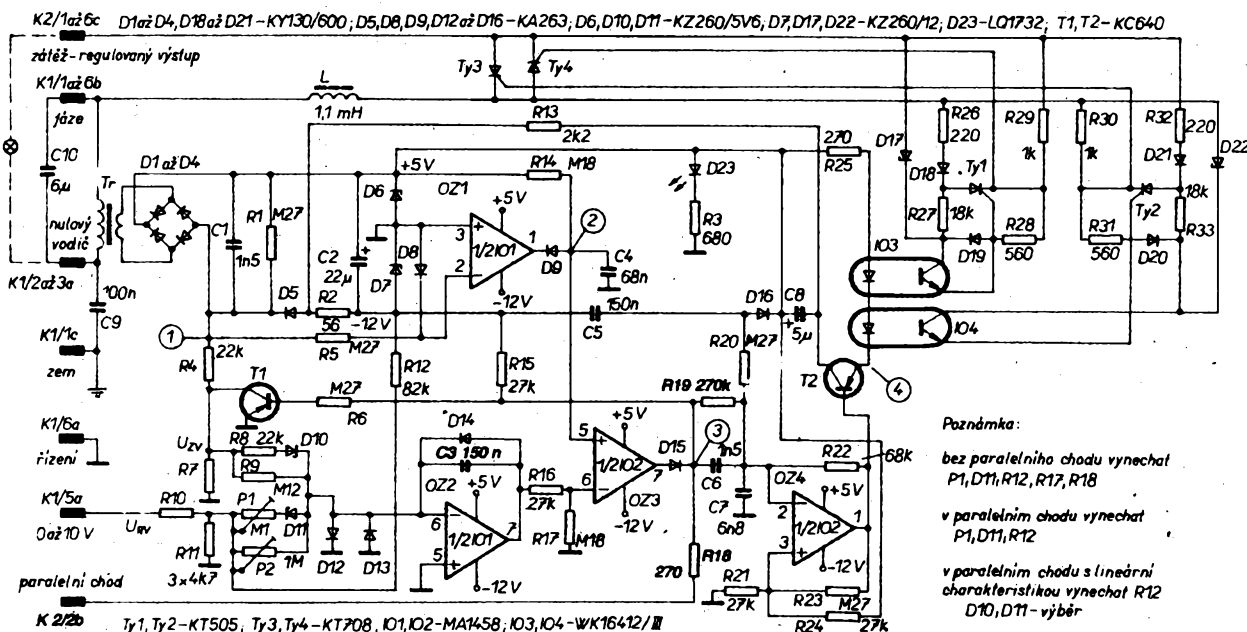 K2/1až6c D1až D4, D18až D21-KY130/600; D5,D8,D9,D12až D16-KA263; D6,D10,D11-KZ260/5V6; D7,D17,D22-KZ260/12; D23-LQ1732; T1,T2-KC640
zátěž-regulovaný výstup
K1/1až6b
fáze
L
1,1 mH
Ty3
Ty4
R13
2k2
C10
6µ
Tr
D1 až D4
nulový
vodič
K1/2až3a
100n
C9
K1/1c
zem
C1
1n5
R1
M27
C2
22µ
+
+5V
D6
D7
D8
OZ1
R14
M18
+5V
3
+
2
-
1/2IO1
1
D9
-12V
2
C4
68n
D23
R3
680
270
R25
D5
R2
56
-12V
R5
M27
1
R4
22k
C5
150n
D16
C8
+
5µ
R20
M27
R26
220
D17
D18
R27
18k
Ty1
R29
1k
R28
560
D19
IO3
R30
1k
R31
560
R32
220
D21
D22
18k
R33
Ty2
D20
IO4
T2
4
T1
M27
R6
R12
82k
R15
27k
R19 270k
K1/6a
řízení
UZV
R7
R8 22k D10
R9
M12
P1
M1
D11
P2
1M
K1/5a
0až10 V
URV
R10
R11
3x4k7
D12
D13
D14
C3 150 n
OZ2
+5V
6
-
5
+
1/2IO1
7
-12V
R16
27k
R17
M18
+5V
5
+
6
-
1/2IO2
7
OZ3
-12V
D15
3
1n5
C6
C7
6n8
R18
270
R22
68k
OZ4
+5V
2
-
3
+
1/2IO2
1
-12V
R21
27k
R23
M27
R24
27k
paralelní chod
K 2/2b
Ty1, Ty2-KT505; Ty3, Ty4-KT708, IO1,IO2-MA1458; IO3, IO4-WK16412/III
Poznámka:
bez paralelního chodu vynechat
P1,D11,R12,R17,R18
v paralelním chodu vynechat
P1,D11,R12
v paralelním chodu s lineární
charakteristikou vynechat R12
D10,D11-výběr